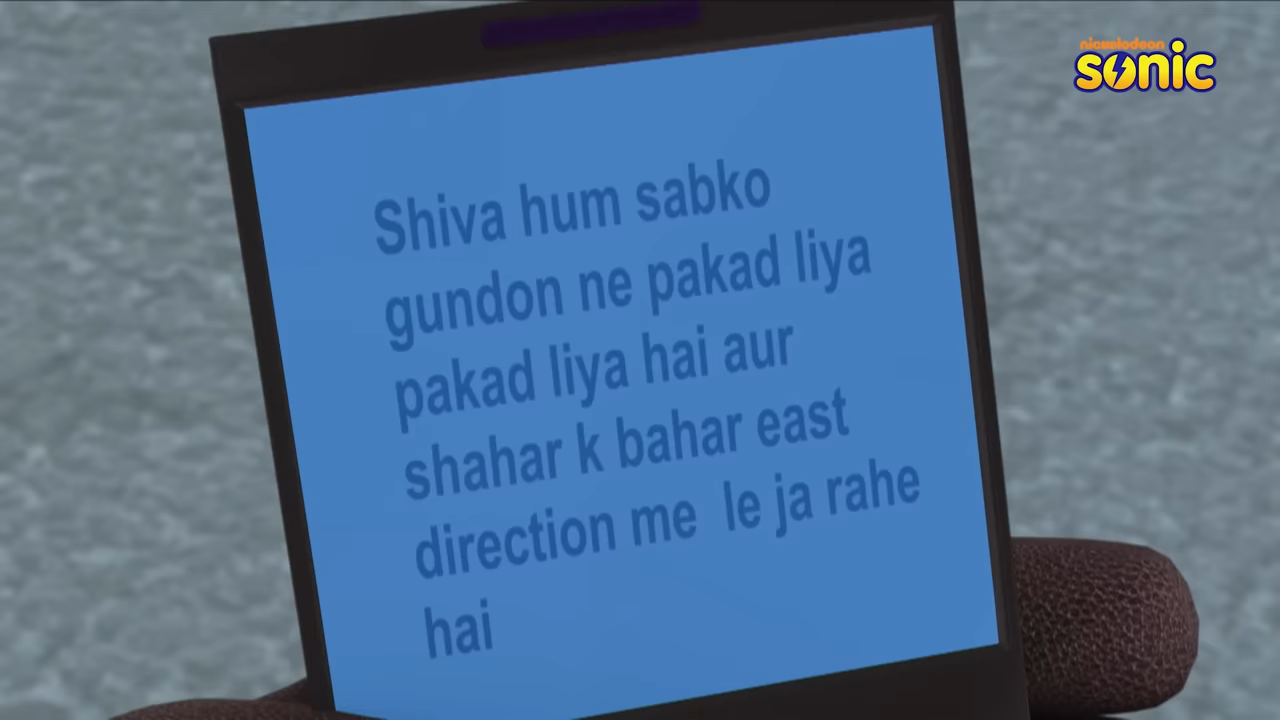 nickelodeon
sonic
Shiva hum sabko
gundon ne pakad liya
pakad liya hai aur
shahar k bahar east
direction me  le ja rahe
hai